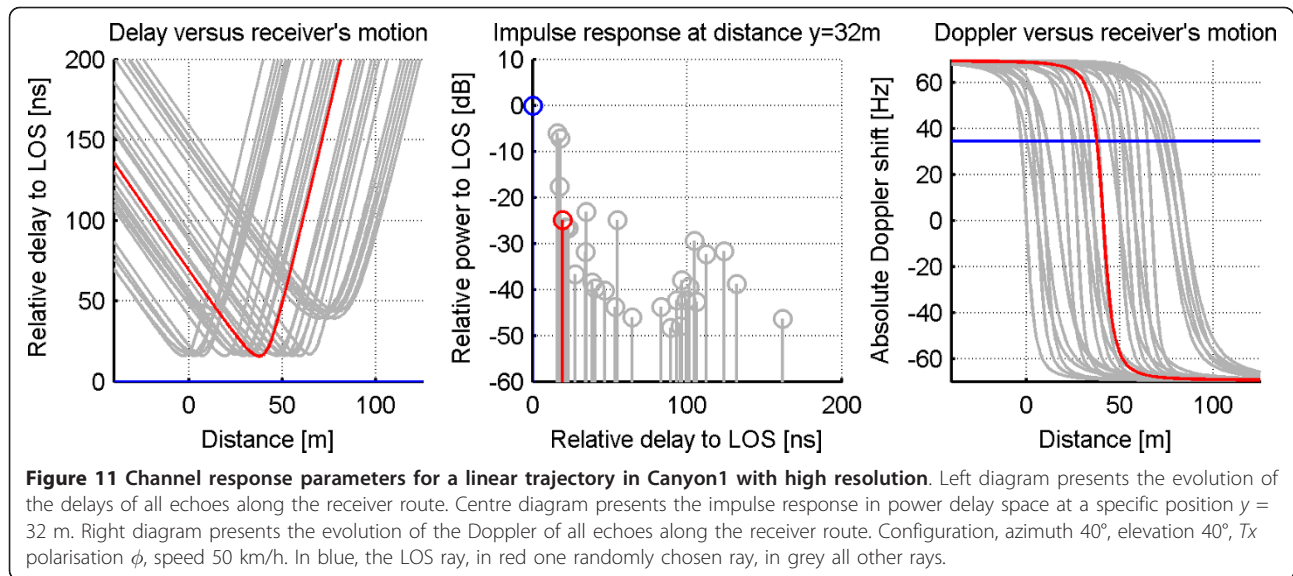 Delay versus receiver's motion
200
150
100
50
0
Relative delay to LOS [ns]
0
50
100
Distance [m]
Impulse response at distance y=32m
10
0
-10
-20
-30
-40
-50
-60
Relative power to LOS [dB]
0
100
200
Relative delay to LOS [ns]
Doppler versus receiver's motion
60
40
20
0
-20
-40
-60
Absolute Doppler shift [Hz]
0
50
100
Distance [m]
Figure 11 Channel response parameters for a linear trajectory in Canyon1 with high resolution. Left diagram presents the evolution of
the delays of all echoes along the receiver route. Centre diagram presents the impulse response in power delay space at a specific position y =
32 m. Right diagram presents the evolution of the Doppler of all echoes along the receiver route. Configuration, azimuth 40°, elevation 40°, Tx
polarisation ϕ, speed 50 km/h. In blue, the LOS ray, in red one randomly chosen ray, in grey all other rays.